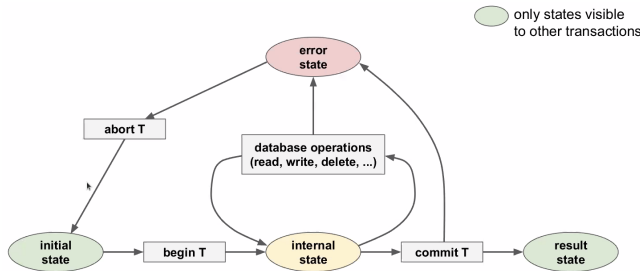 only states visible
to other transactions
error
state
abort T
database operations
(read, write, delete, ...)
initial
state
begin T
internal
state
commit T
result
state